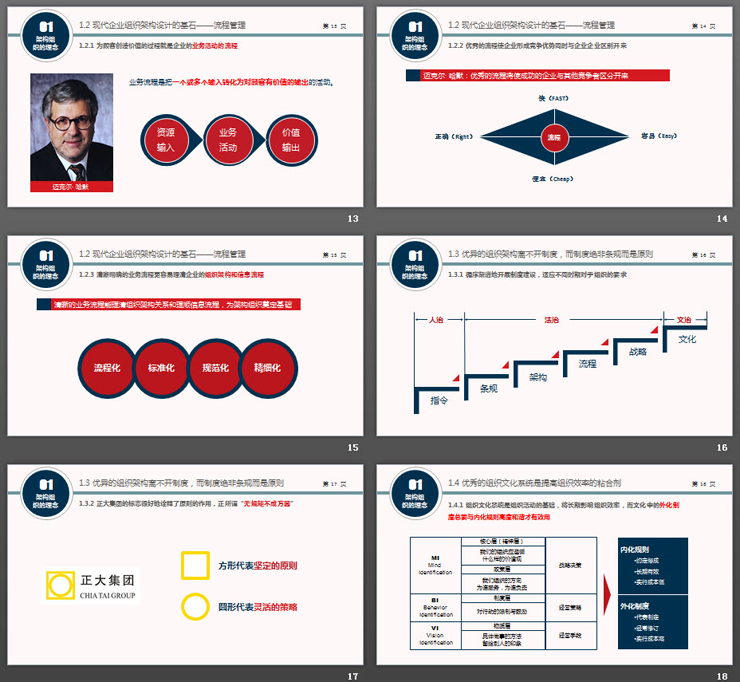 01
架构组
织的理念
1.2 现代企业组织架构设计的基石——流程管理
第 13 页
1.2.1 为顾客创造价值的过程就是企业的业务活动的流程
业务流程是把一个或多个输入转化为对顾客有价值的输出的活动。
资源
输入
业务
活动
价值
输出
迈克尔·哈默
13
01
架构组
织的理念
1.2 现代企业组织架构设计的基石——流程管理
第 14 页
1.2.2 优秀的流程使企业形成竞争优势同时与企业企业区别开来
迈克尔·哈默：优秀的流程将使成功的企业与其他竞争者区分开来
快（FAST）
正确（Right）
流程
容易（Easy）
便宜（Cheap）
14
01
架构组
织的理念
1.2 现代企业组织架构设计的基石——流程管理
第 15 页
1.2.3 清晰明确的业务流程更容易理清企业的组织架构和信息流程
清晰的业务流程能理清组织架构关系和理顺信息流程，为架构组织奠定基础
流程化
标准化
规范化
精细化
15
01
架构组
织的理念
1.3 优异的组织架构离不开制度，而制度绝非条规而是原则
第 16 页
1.3.1 循序渐进地开展制度建设，适应不同时期对于组织的要求
人治
法治
文治
指令
条规
架构
流程
战略
文化
16
01
架构组
织的理念
1.3 优异的组织架构离不开制度，而制度绝非条规而是原则
第 17 页
1.3.2 正大集团的标志很好地诠释了原则的作用，正所谓“无规矩不成方圆”
正大集团
CHIA TAI GROUP
方形代表坚定的原则
圆形代表灵活的策略
17
01
架构组
织的理念
1.4 优秀的组织文化系统是提高组织效率的粘合剂
第 18 页
1.4.1 组织文化系统是组织活动的基础，将长期影响组织效率，而文化中的外化制
度总要与内化规则高度和谐才有效用
MI
Mind
Identification
核心层（精神层）
我们的组织应坚信
什么样的价值观
政策层
我们组织的方向
为谁服务，为谁负责
战略决策
BI
Behavior
Identification
制度层
对行动的强制与鼓励
经营策略
VI
Vision
Identification
物质层
具体做事的方法
留给别人的印象
经营手段
内化规则
•约定俗成
•长期有效
•实行成本低
外化制度
•代表制定
•经常修订
•实行成本高
18